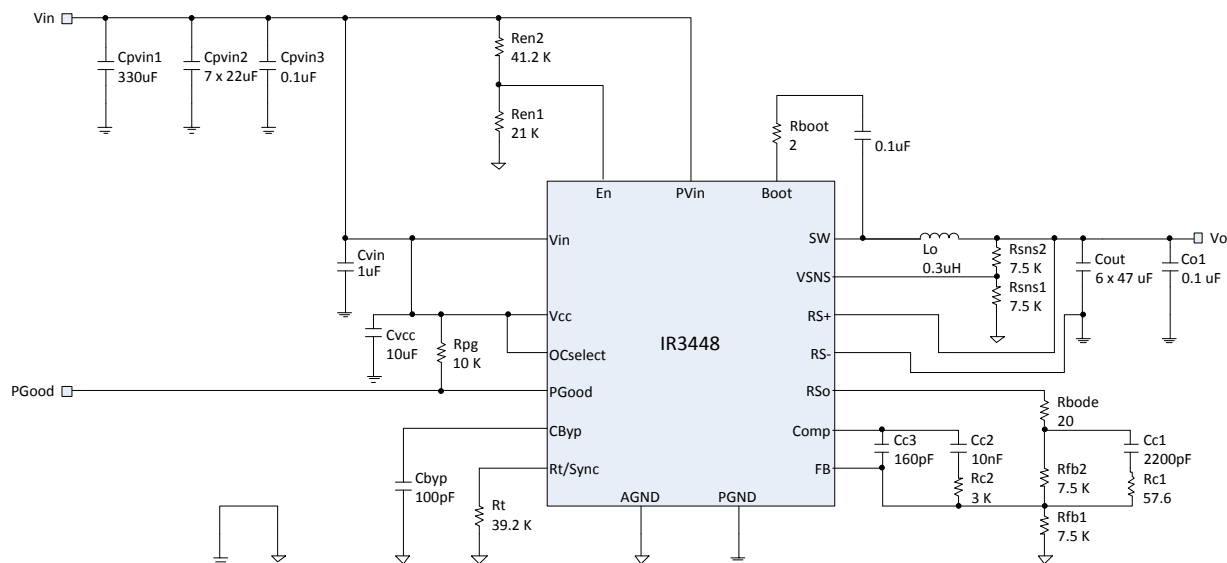 Vin
Cpvin1
330uF
Cpvin2
7 x 22uF
Cpvin3
0.1uF
Ren2
41.2 K
Ren1
21 K
Rboot
2
0.1uF
En
PVin
Boot
Vin
Cvin
1uF
SW
Lo
0.3uH
Rsns2
7.5 K
Rsns1
7.5 K
Cout
6 x 47 uF
Co1
0.1 uF
Vo
VSNS
Vcc
Cvcc
10uF
Rpg
10 K
OCselect
IR3448
RS+
RS-
PGood
PGood
RSo
Rbode
20
CByp
Comp
Cc3
160pF
Cc2
10nF
Rc2
3 K
Cc1
2200pF
Rc1
57.6
Rfb2
7.5 K
Rfb1
7.5 K
Cbyp
100pF
Rt/Sync
FB
Rt
39.2 K
AGND
PGND